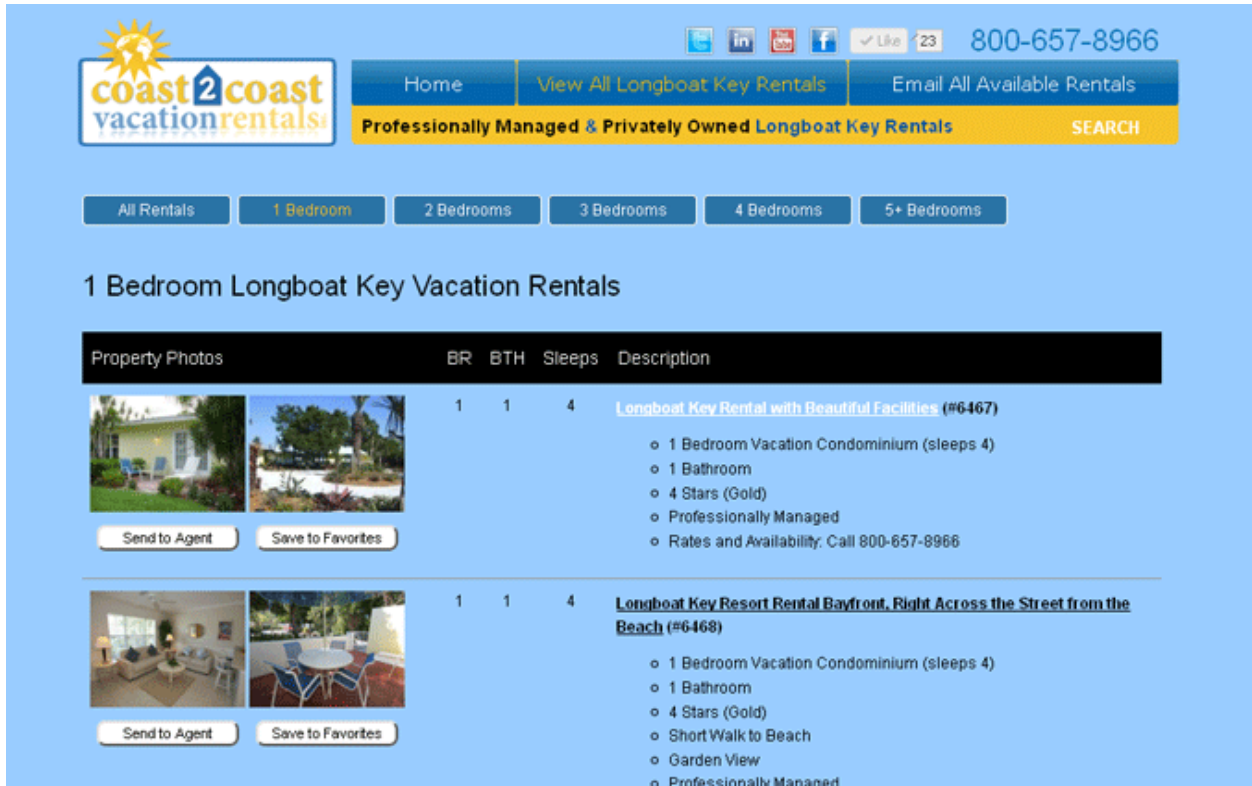 Like 23 800-657-8966
coast2coast
vacationrentals
Home View All Longboat Key Rentals Email All Available Rentals
Professionally Managed & Privately Owned Longboat Key Rentals SEARCH
All Rentals 1 Bedroom 2 Bedrooms 3 Bedrooms 4 Bedrooms 5+ Bedrooms
1 Bedroom Longboat Key Vacation Rentals
Property Photos BR BTH Sleeps Description
1 1 4 Longboat Key Rental with Beautiful Facilities (#6467)
1 Bedroom Vacation Condominium (sleeps 4)
1 Bathroom
4 Stars (Gold)
Professionally Managed
Rates and Availability: Call 800-657-8966
Send to Agent Save to Favorites
1 1 4 Longboat Key Resort Rental Bayfront, Right Across the Street from the
Beach (#6468)
1 Bedroom Vacation Condominium (sleeps 4)
1 Bathroom
4 Stars (Gold)
Short Walk to Beach
Garden View
Professionally Managed
Send to Agent Save to Favorites